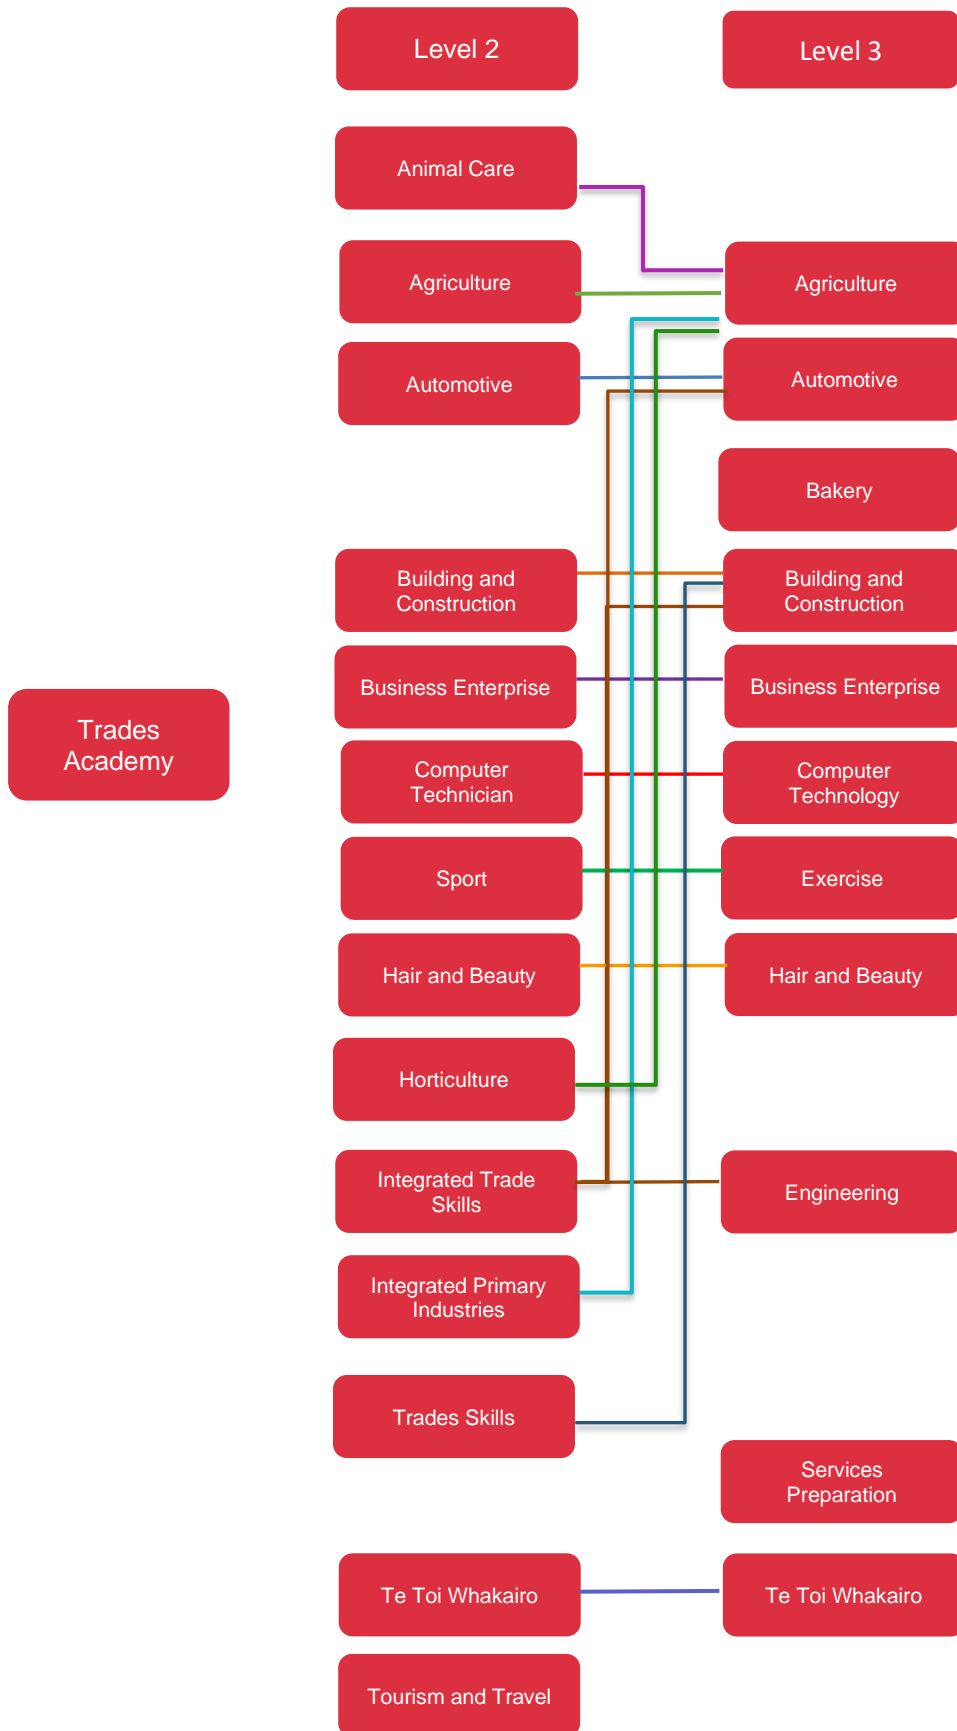 Level 2
Level 3
Animal Care
Agriculture
Agriculture
Automotive
Automotive
Bakery
Building and
Construction
Building and
Construction
Business Enterprise
Business Enterprise
Trades
Academy
Computer
Technician
Computer
Technology
Sport
Exercise
Hair and Beauty
Hair and Beauty
Horticulture
Integrated Trade
Skills
Engineering
Integrated Primary
Industries
Trades Skills
Services
Preparation
Te Toi Whakairo
Te Toi Whakairo
Tourism and Travel